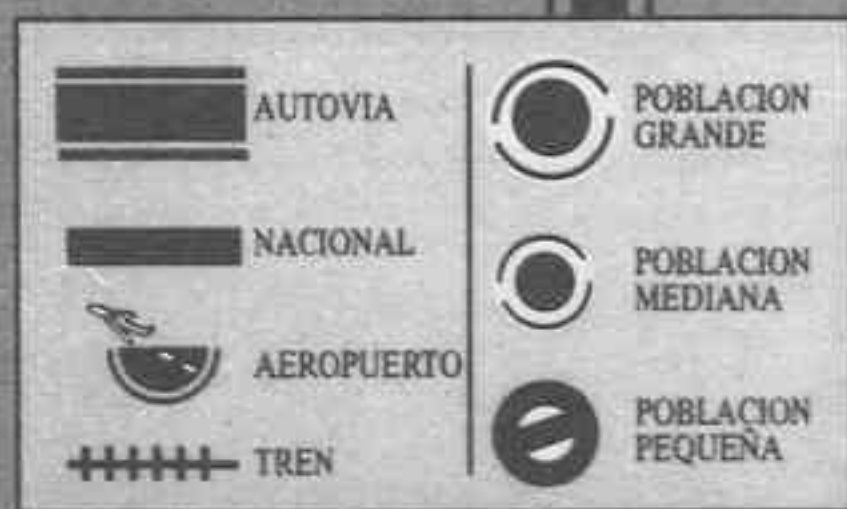 AUTOVIA
NACIONAL
AEROPUERTO
TREN
POBLACION
GRANDE
POBLACION
MEDIANA
POBLACION
PEQUEÑA